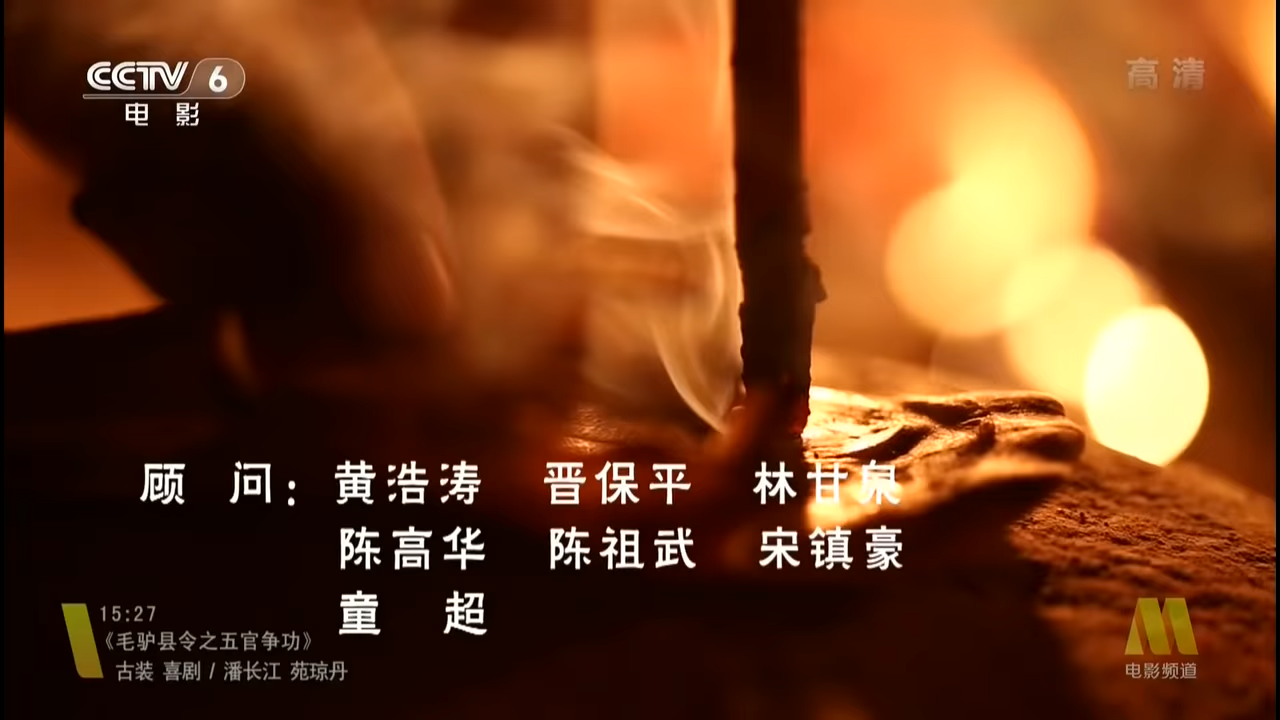 CCTV 6
电影
高清
顾 问：黄浩涛 晋保平 林甘泉
陈高华 陈祖武 宋镇豪
童 超
15:27
《毛驴县令之五官争功》
古装 喜剧 / 潘长江 苑琼丹
电影频道